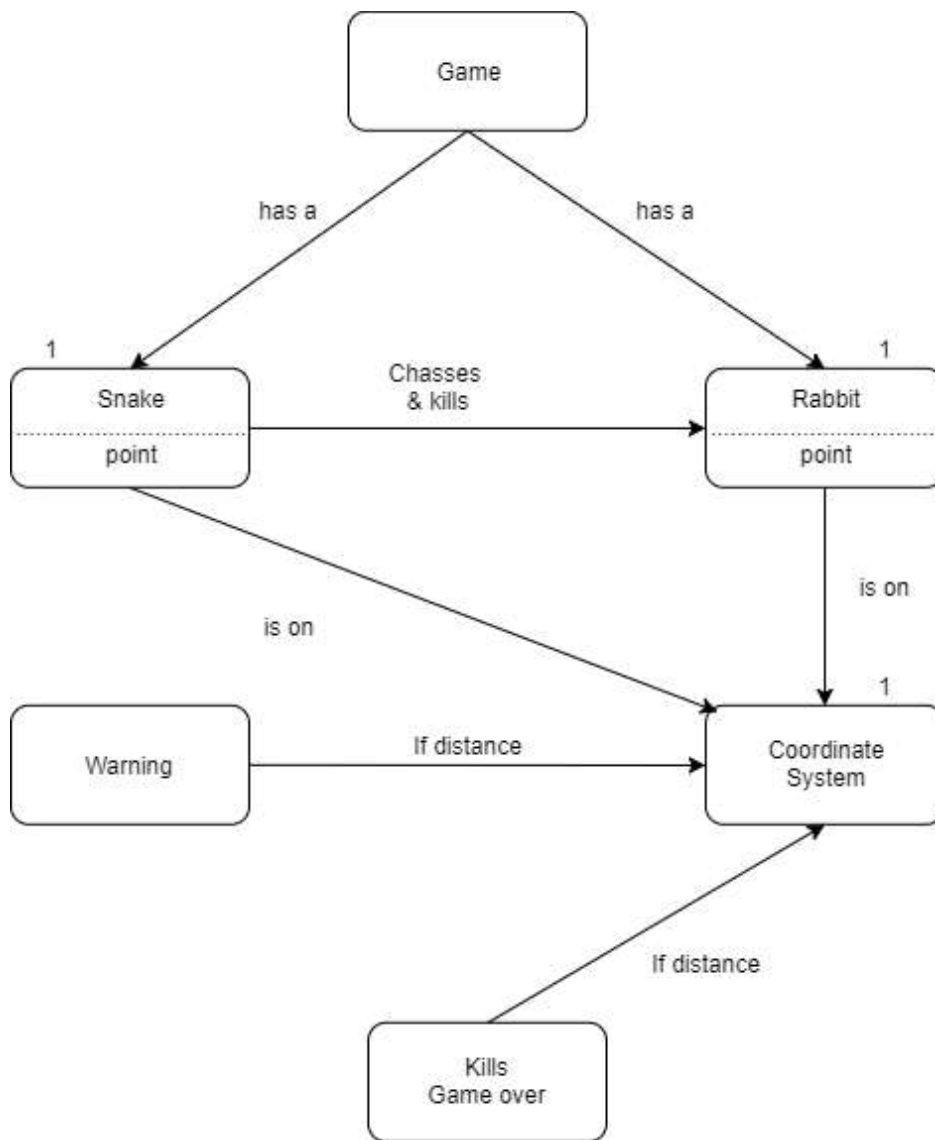 Game
has a
has a
1
1
Snake
point
Chasses
& kills
Rabbit
point
is on
is on
1
Warning
If distance
Coordinate
System
If distance
Kills
Game over